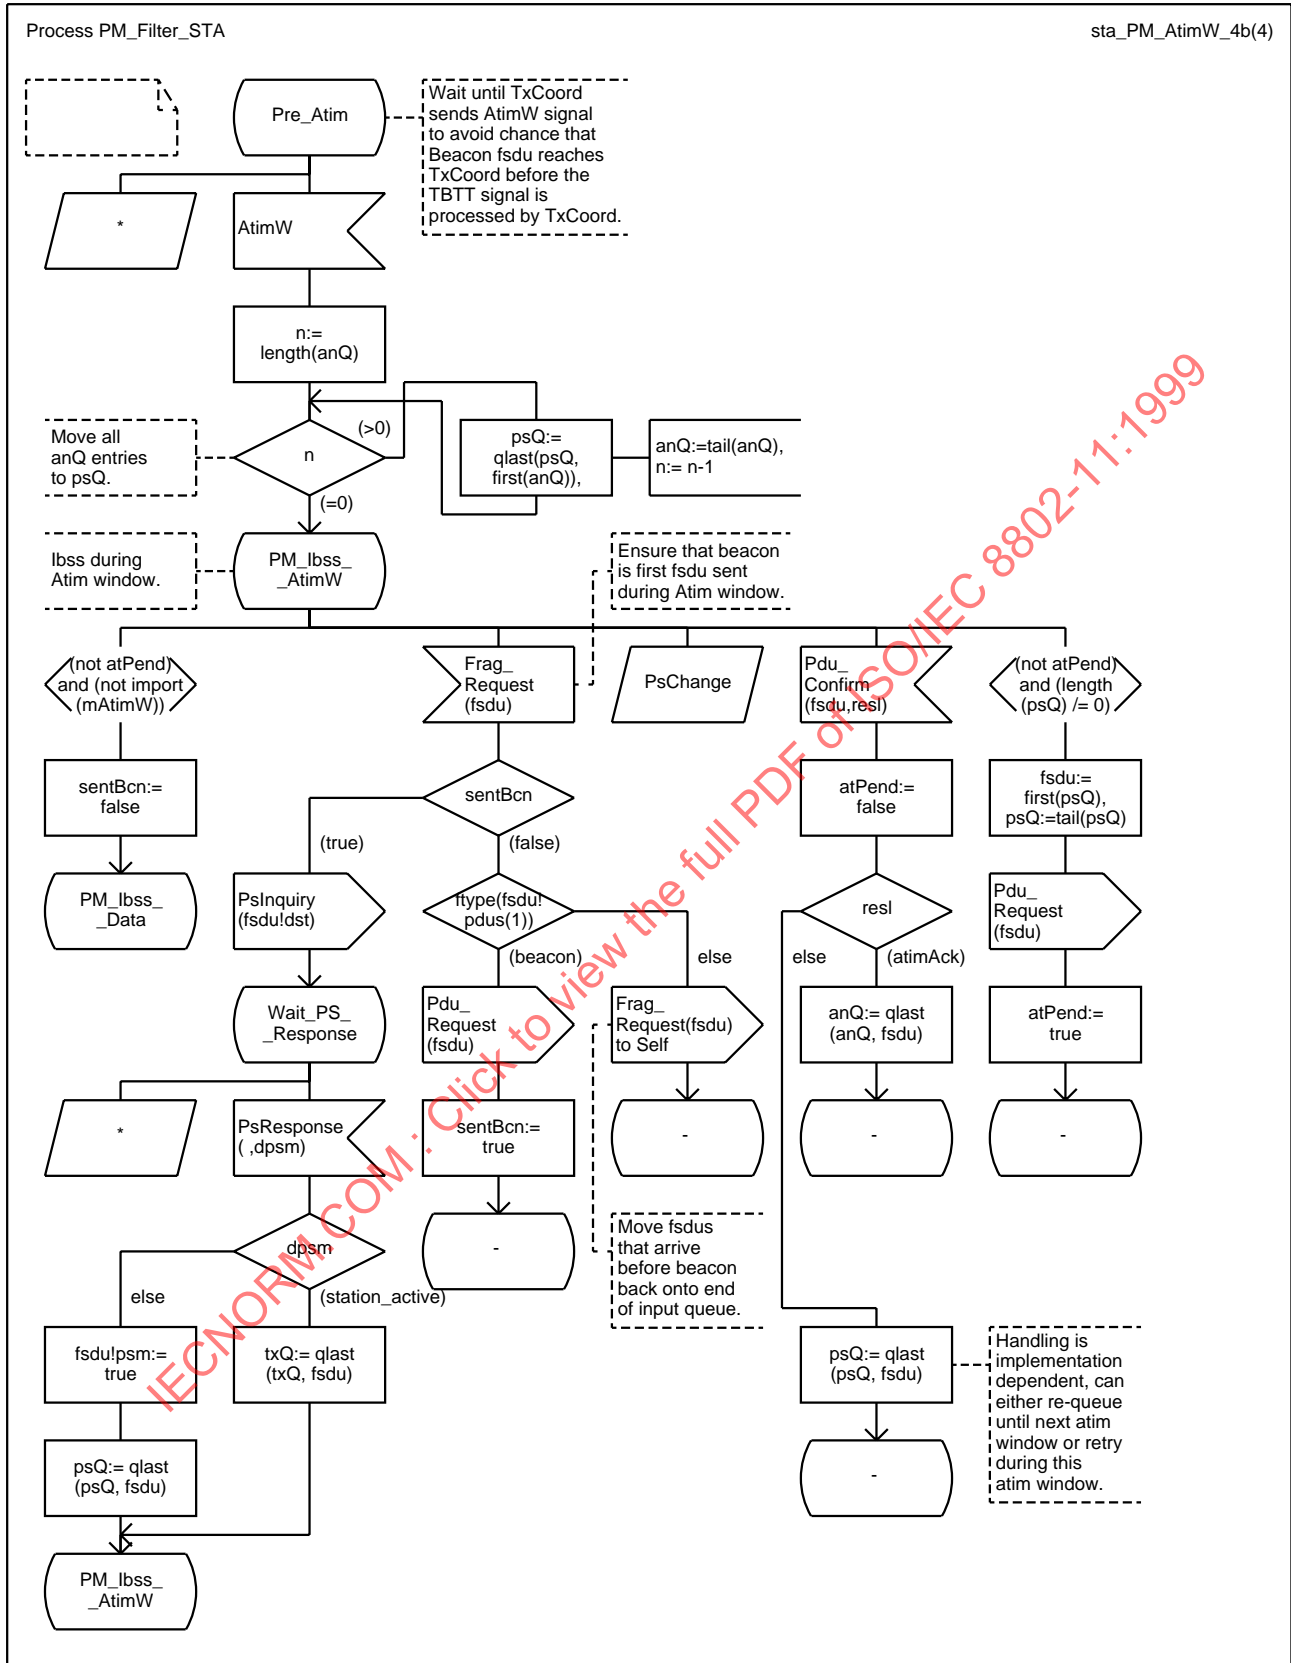 Process PM_Filter_STA
sta_PM_AtimW_4b(4)
Pre_Atim
Wait until TxCoord
sends AtimW signal
to avoid chance that
Beacon fsdu reaches
TxCoord before the
TBTT signal is
processed by TxCoord.
*
AtimW
n:=
length(anQ)
Move all
anQ entries
to psQ.
n
(>0)
(=0)
psQ:=
qlast(psQ,
first(anQ)),
anQ:=tail(anQ),
n:= n-1
Ibss during
Atim window.
PM_Ibss_
_AtimW
Ensure that beacon
is first fsdu sent
during Atim window.
(not atPend)
and (not import
(mAtimW))
Frag_
Request
(fsdu)
PsChange
Pdu_
Confirm
(fsdu,resl)
(not atPend)
and (length
(psQ) /= 0)
sentBcn:=
false
sentBcn
atPend:=
false
fsdu:=
first(psQ),
psQ:=tail(psQ)
(true)
(false)
PM_Ibss_
_Data
PsInquiry
(fsdu!dst)
ftype(fsdu!
pdus(1))
resl
Pdu_
Request
(fsdu)
(beacon)
else
else
(atimAck)
Wait_PS_
_Response
Pdu_
Request
(fsdu)
Frag_
Request(fsdu)
to Self
anQ:= qlast
(anQ, fsdu)
atPend:=
true
*
PsResponse
( ,dpsm)
sentBcn:=
true
-
-
-
dpsm
-
Move fsdus
that arrive
before beacon
back onto end
of input queue.
else
(station_active)
fsdu!psm:=
true
txQ:= qlast
(txQ, fsdu)
psQ:= qlast
(psQ, fsdu)
Handling is
implementation
dependent, can
either re-queue
until next atim
window or retry
during this
atim window.
psQ:= qlast
(psQ, fsdu)
-
PM_Ibss_
_AtimW
IECNORM.COM : Click to view the full PDF of ISO/IEC 8802-11:1999